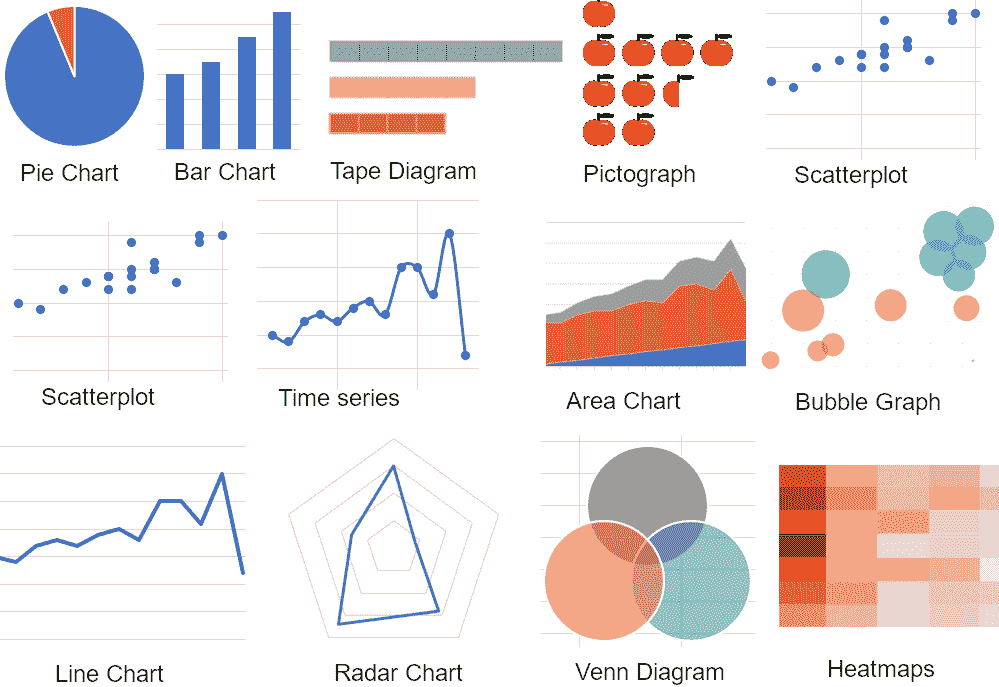 Pie Chart
Bar Chart
Tape Diagram
Pictograph
Scatterplot
Scatterplot
Time series
Area Chart
Bubble Graph
Line Chart
Radar Chart
Venn Diagram
Heatmaps